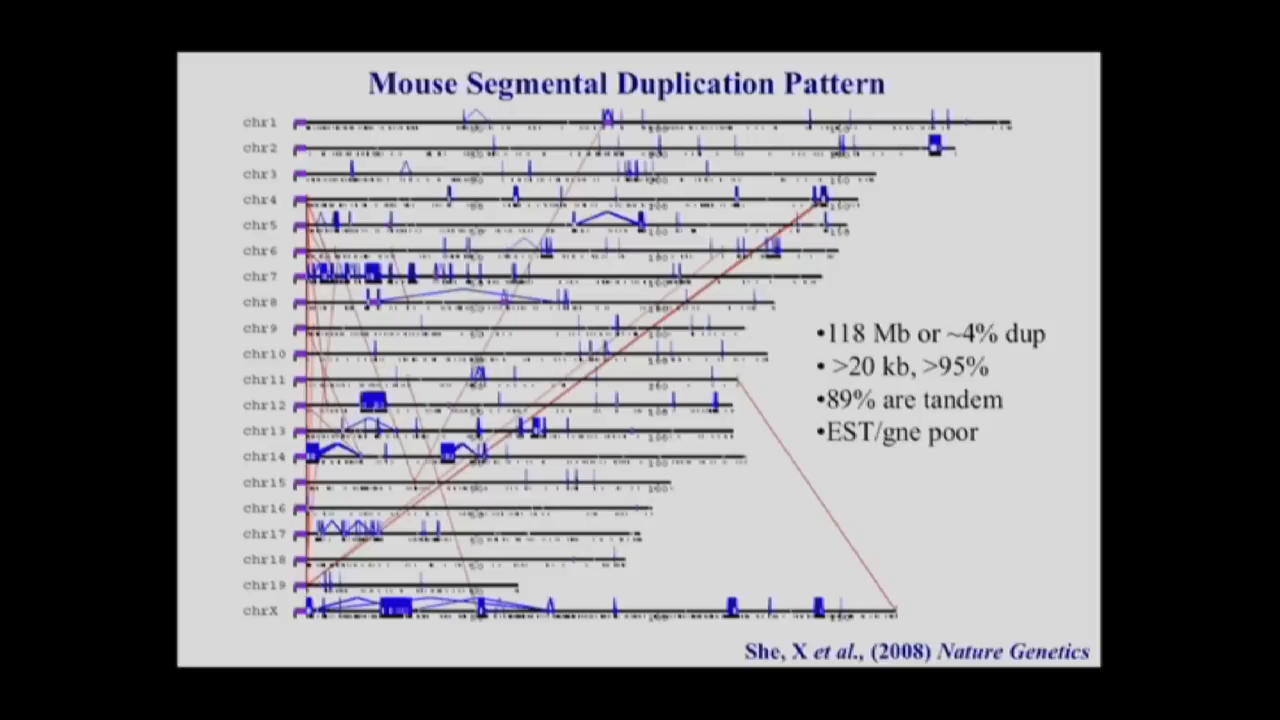 Mouse Segmental Duplication Pattern
chr1
chr2
chr3
chr4
chr5
chr6
chr7
chr8
chr9
chr10
chr11
chr12
chr13
chr14
chr15
chr16
chr17
chr18
chr19
chrX
•118 Mb or ~4% dup
• >20 kb, >95%
•89% are tandem
•EST/gne poor
She, X et al., (2008) Nature Genetics